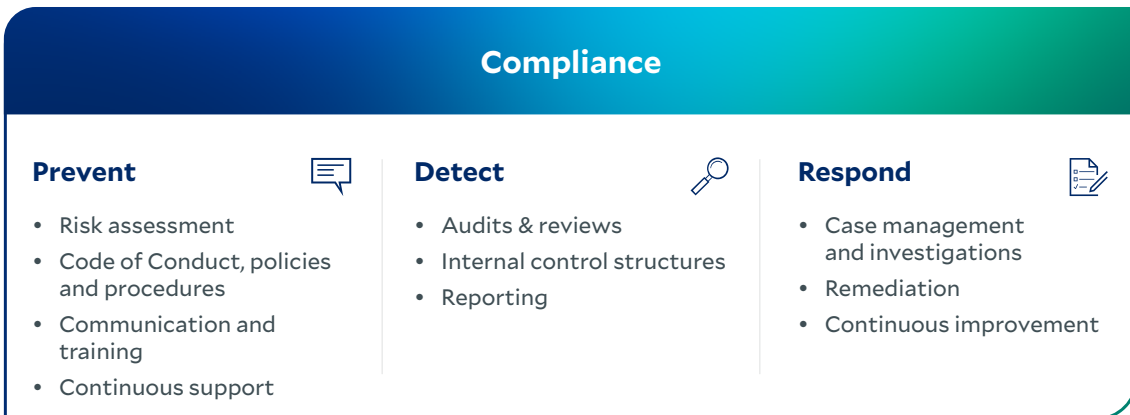 Compliance
Prevent
• Risk assessment
• Code of Conduct, policies
and procedures
• Communication and
training
• Continuous support
Detect
• Audits & reviews
• Internal control structures
• Reporting
Respond
• Case management
and investigations
• Remediation
• Continuous improvement